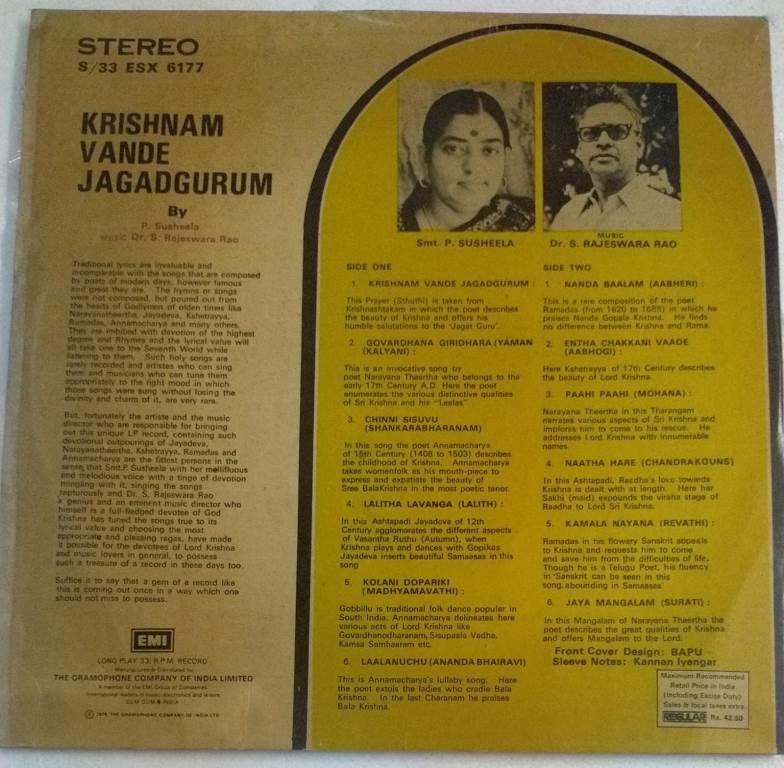 STEREO
S/33 ESX 6177
KRISHNAM
VANDE
JAGADGURUM
By
P. Susheela
MUSIC Dr. S. Rajeswara Rao
Traditional lyrics are invaluable and
incomparable with the songs that are composed
by poets of modern days, however famous
and great they are. The hymns or songs
were not composed, but poured out from
the hearts of Godlymen of olden times like
Narayanatheertha, Jayadeva, Kshetrayya,
Ramadas, Annamacharya and many others.
They are imbibed with devotion of the highest
degree and Rhymes and the lyrical value will
all take one to the Seventh World while
listening to them. Such holy songs are
rarely recorded and artistes who can sing
them and musicians who can tune them
appropriately to the right mood in which
those songs were sung without losing the
divinity and charm of it, are very rare.
But, fortunately the artiste and the music
director who are responsible for bringing
out this unique LP record, containing such
devotional outpourings of Jayadeva,
Narayanatheertha, Kshetrayya, Ramadas and
Annamacharya are the fittest persons in the
sense that Smt.P. Susheela with her mellifluous
and melodious voice with a tinge of devotion
mingling with it, singing the songs
rapturously and Dr. S. Rajeswara Rao
a genius and an eminent music director who
himself is a full-fledged devotee of God
Krishna has tuned the songs true to its
lyrical value and choosing the most
appropriate and pleasing ragas, have made
it possible for the devotees of Lord Krishna
and music lovers in general, to possess
such a treasure of a record in these days too.
Suffice it to say that a gem of a record like
this is coming out once in a way which one
should not miss to possess.
EMI
LONG PLAY 33⅓ R.P.M. RECORD
Manufactured & Distributed by
THE GRAMOPHONE COMPANY OF INDIA LIMITED
A member of the EMI Group of Companies
International leaders in music, electronics and leisure
DUM DUM INDIA
THE GRAMOPHONE COMPANY OF INDIA LTD
Smt. P. SUSHEELA
MUSIC
Dr. S. RAJESWARA RAO
SIDE ONE
1. KRISHNAM VANDE JAGADGURUM :
This Prayer (Sthuthi) is taken from
Krishnashtakam in which the poet describes
the beauty of Krishna and offers his
humble salutations to the 'Jagat Guru'.
2. GOVARDHANA GIRIDHARA (YAMAN
(KALYANI) :
This is an invocative song by
poet Narayana Theertha who belongs to the
early 17th Century A.D. Here the poet
enumerates the various distinctive qualities
of Sri Krishna and his "Leelas".
3. CHINNI SISUVU
(SHANKARABHARANAM)
In this song the poet Annamacharya
of 15th Century (1408 to 1503) describes
the childhood of Krishna. Annamacharya
takes womenfolk as his mouth-piece to
express and expatiate the beauty of
Sree BalaKrishna in the most poetic tenor.
4. LALITHA LAVANGA (LALITH) :
In this Ashtapadi Jayadeva of 12th
Century agglomerates the different aspects
of Vasantha Ruthu (Autumn), when
Krishna plays and dances with Gopikas
Jayadeva inserts beautiful Samaasas in this
song
5. KOLANI DOPARIKI
(MADHYAMAVATHI) :
Gobbillu is traditional folk dance popular in
South India. Annamacharya delineates here
various acts of Lord Krishna like
Govardhanodharanam, Sisupaala Vadha,
Kamsa Samhaaram etc.
6. LAALANUCHU (ANANDA BHAIRAVI)
This is Annamacharya's lullaby song. Here
the poet extols the ladies who cradle Bala
Krishna. In the last Charanam he praises
Bala Krishna.
SIDE TWO
1. NANDA BAALAM (AABHERI) :
This is a rare composition of the poet
Ramadas (from 1620 to 1688) in which he
praises Nanda Gopala Krishna. He finds
no difference between Krishna and Rama.
2. ENTHA CHAKKANI VAADE
(AABHOGI) :
Here Kshetrayya of 17th Century describes
the beauty of Lord Krishna.
3. PAAHI PAAHI (MOHANA) :
Narayana Theertha in this Tharangam
narrates various aspects of Sri Krishna and
implores him to come to his rescue. He
addresses Lord Krishna with innumerable
names.
4. NAATHA HARE (CHANDRAKOUNS)
In this Ashtapadi, Raadha's love towards
Krishna is dealt with at length. Here her
Sakhi (maid) expounds the viraha stage of
Raadha to Lord Sri Krishna.
5. KAMALA NAYANA (REVATHI) :
Ramadas in his flowery Sanskrit appeals
to Krishna and requests him to come
and save him from the difficulties of life.
Though he is a Telugu Poet, his fluency
in Sanskrit can be seen in this
song, abounding in Samaasas
6. JAYA MANGALAM (SURATI) :
In this Mangalam of Narayana Theertha the
poet describes the great qualities of Krishna
and offers Mangalam to the Lord.
Front Cover Design: BAPU
Sleeve Notes: Kannan Iyengar
Maximum Recommended
Retail Price in India
(Including Excise Duty)
Sales & local taxes extra
REGULAR Rs. 42.50